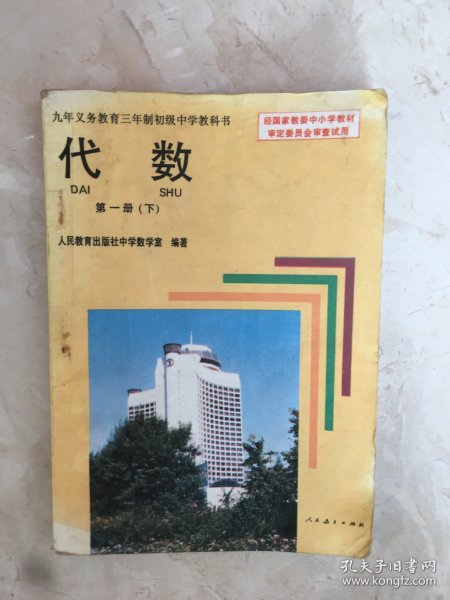 九年义务教育三年制初级中学教科书
经国家教委中小学教材
审定委员会审查试用
代 数
DAI SHU
第一册(下)
人民教育出版社中学数学室 编著
人民教育出版社
孔夫子旧书网
www.kongfz.com